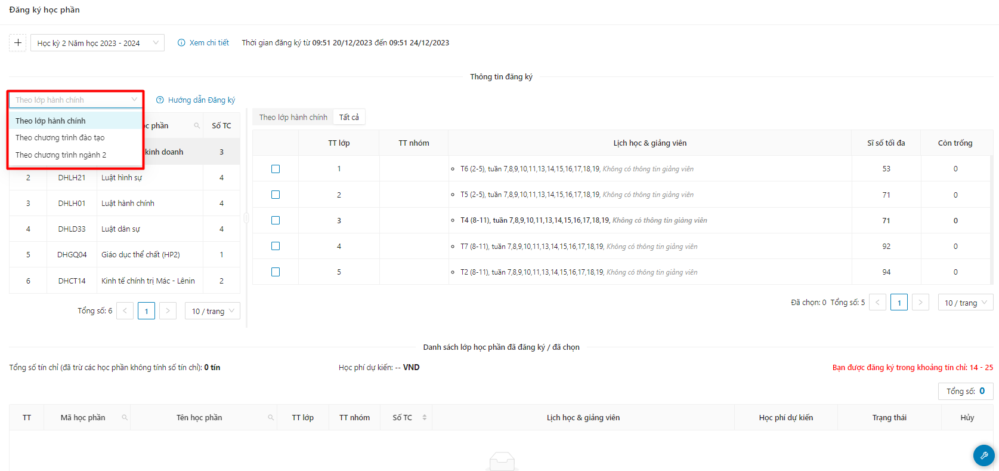 Đăng ký học phần
Học kỳ 2 Năm học 2023 - 2024
Xem chi tiết
Thời gian đăng ký từ 09:51 20/12/2023 đến 09:51 24/12/2023
Thông tin đăng ký
Theo lớp hành chính
Hướng dẫn Đăng ký
Theo lớp hành chính
Theo chương trình đào tạo
Theo chương trình ngành 2
ọc phần Số TC
kinh doanh 3
2 DHLH21 Luật hình sự 4
3 DHLH01 Luật hành chính 4
4 DHLD33 Luật dân sự 4
5 DHGQ04 Giáo dục thể chất (HP2) 1
6 DHCT14 Kinh tế chính trị Mác - Lênin 2
Tổng số: 6 < 1 > 10 / trang
Theo lớp hành chính Tất cả
TT lớp TT nhóm Lịch học & giảng viên Sĩ số tối đa Còn trống
1 T6 (2-5), tuần 7,8,9,10,11,13,14,15,16,17,18,19, Không có thông tin giảng viên 53 0
2 T5 (2-5), tuần 7,8,9,10,11,13,14,15,16,17,18,19, Không có thông tin giảng viên 71 0
3 T4 (8-11), tuần 7,8,9,10,11,13,14,15,16,17,18,19, Không có thông tin giảng viên 71 0
4 T7 (8-11), tuần 7,8,9,10,11,13,14,15,16,17,18,19, Không có thông tin giảng viên 92 0
5 T2 (8-11), tuần 7,8,9,10,11,13,14,15,16,17,18,19, Không có thông tin giảng viên 94 0
Đã chọn: 0 Tổng số: 5 < 1 > 10 / trang
Danh sách lớp học phần đã đăng ký / đã chọn
Tổng số tín chỉ (đã trừ các học phần không tính số tín chỉ): 0 tín
Học phí dự kiến: -- VND
Bạn được đăng ký trong khoảng tín chỉ: 14 - 25
Tổng số: 0
TT Mã học phần Tên học phần TT lớp TT nhóm Số TC Lịch học & giảng viên Học phí dự kiến Trạng thái Hủy